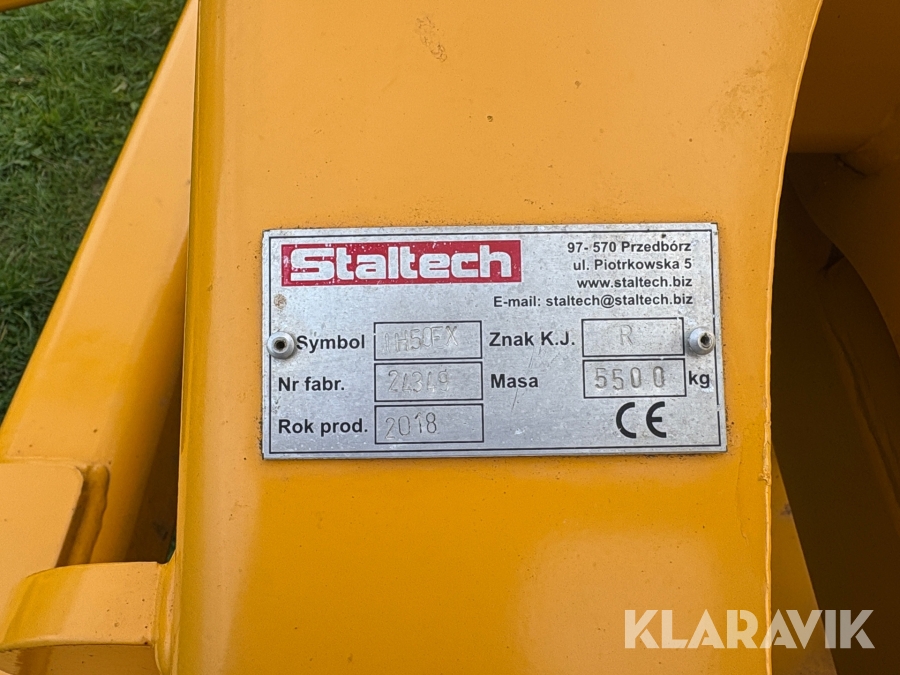 Staltech
97- 570 Przedbórz
ul. Piotrkowska 5
www.staltech.biz
E-mail: staltech@staltech.biz
Symbol
Znak K.J. R
Nr fabr. 24349
Masa 5500 kg
Rok prod. 2018
CE
KLARAVIK